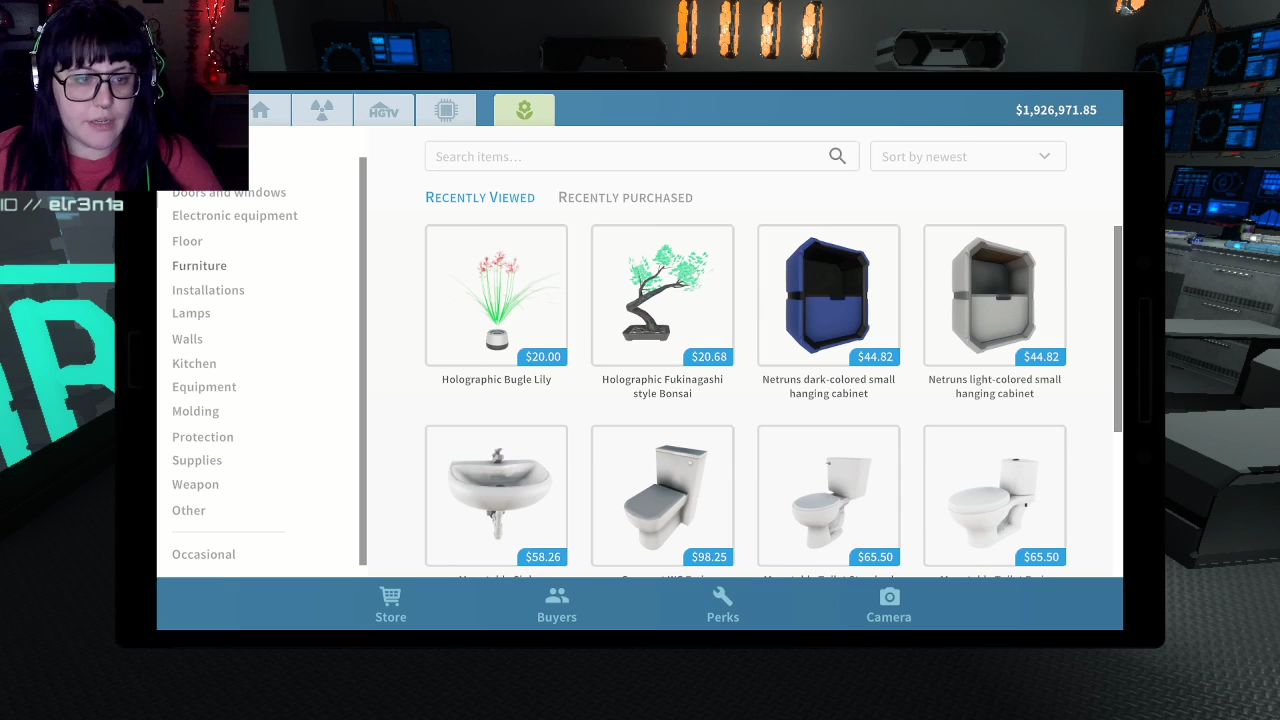 HGTV
$1,926,971.85
Search items...
Sort by newest
RECENTLY VIEWED
RECENTLY PURCHASED
Doors and windows
Electronic equipment
Floor
Furniture
Installations
Lamps
Walls
Kitchen
Equipment
Molding
Protection
Supplies
Weapon
Other
Occasional
$20.00
Holographic Bugle Lily
$20.68
Holographic Fukinagashi
style Bonsai
$44.82
Netruns dark-colored small
hanging cabinet
$44.82
Netruns light-colored small
hanging cabinet
$58.26
$98.25
$65.50
$65.50
Store
Buyers
Perks
Camera
// elr3n1a